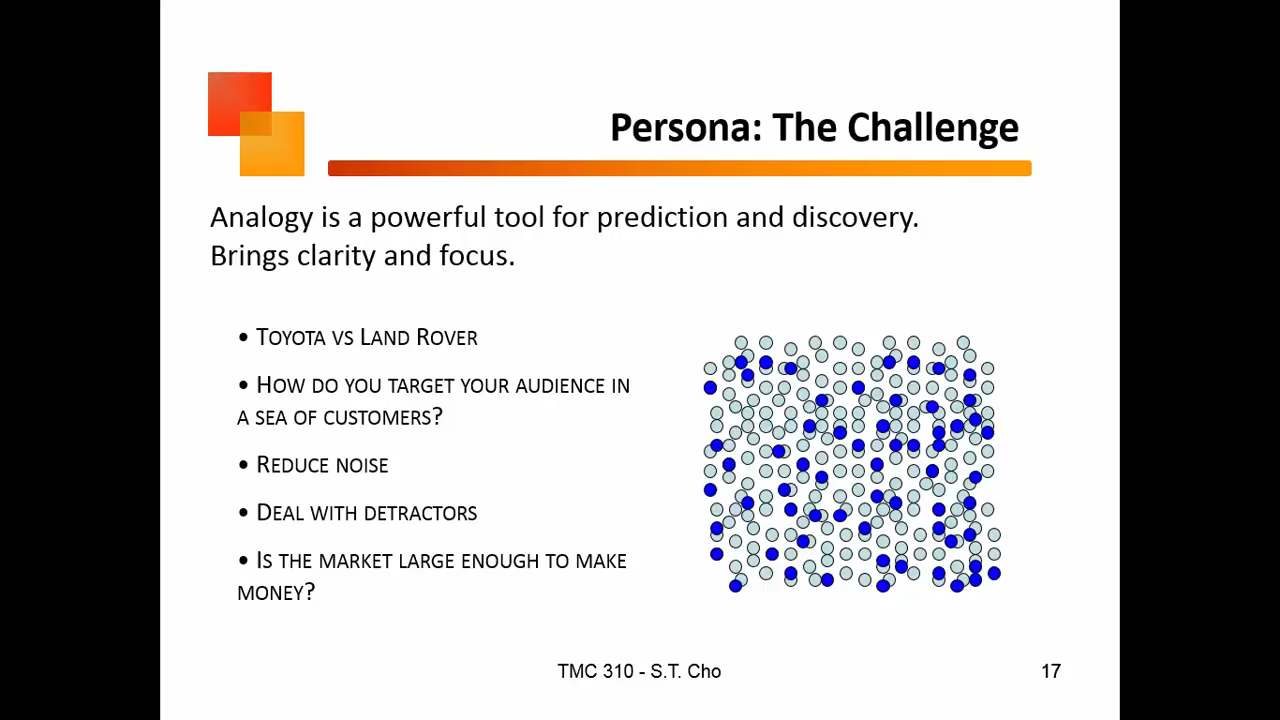 Persona: The Challenge
Analogy is a powerful tool for prediction and discovery.
Brings clarity and focus.
• TOYOTA VS LAND ROVER
• HOW DO YOU TARGET YOUR AUDIENCE IN
A SEA OF CUSTOMERS?
• REDUCE NOISE
• DEAL WITH DETRACTORS
• IS THE MARKET LARGE ENOUGH TO MAKE
MONEY?
TMC 310 - S.T. Cho
17